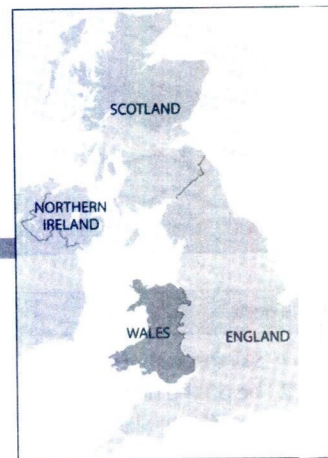 SCOTLAND
NORTHERN
IRELAND
WALES
ENGLAND